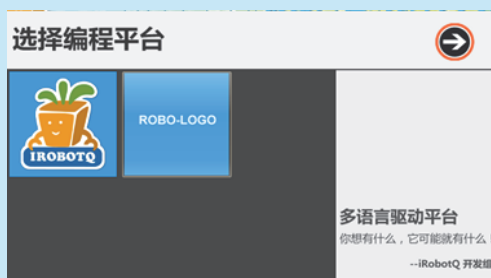 选择编程平台
IROBOTQ
ROBO-LOGO
多语言驱动平台
你想有什么，它可能就有什么！
--iRobotQ 开发组